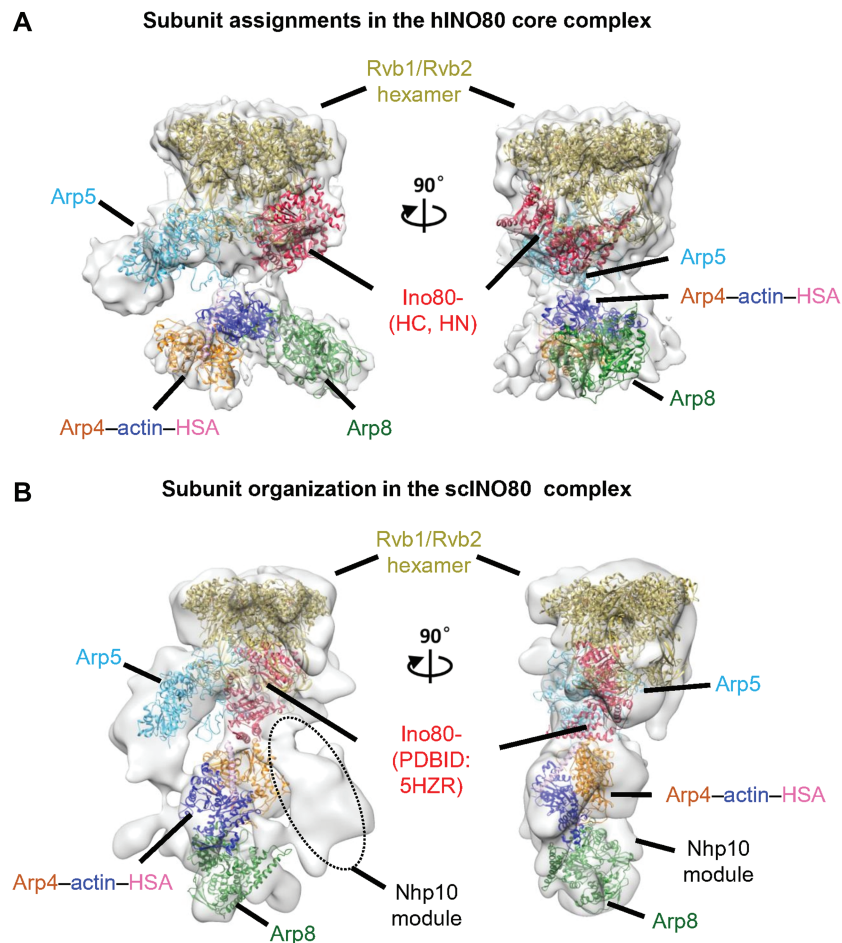 A
Subunit assignments in the hINO80 core complex
Rvb1/Rvb2
hexamer
Arp5
90°
Arp5
Ino80-
(HC, HN)
Arp4–actin–HSA
Arp8
Arp4–actin–HSA
Arp8
B
Subunit organization in the scINO80 complex
Rvb1/Rvb2
hexamer
Arp5
90°
Arp5
Ino80-
(PDBID:
5HZR)
Arp4–actin–HSA
Nhp10
module
Arp4–actin–HSA
Nhp10
module
Arp8
Arp8